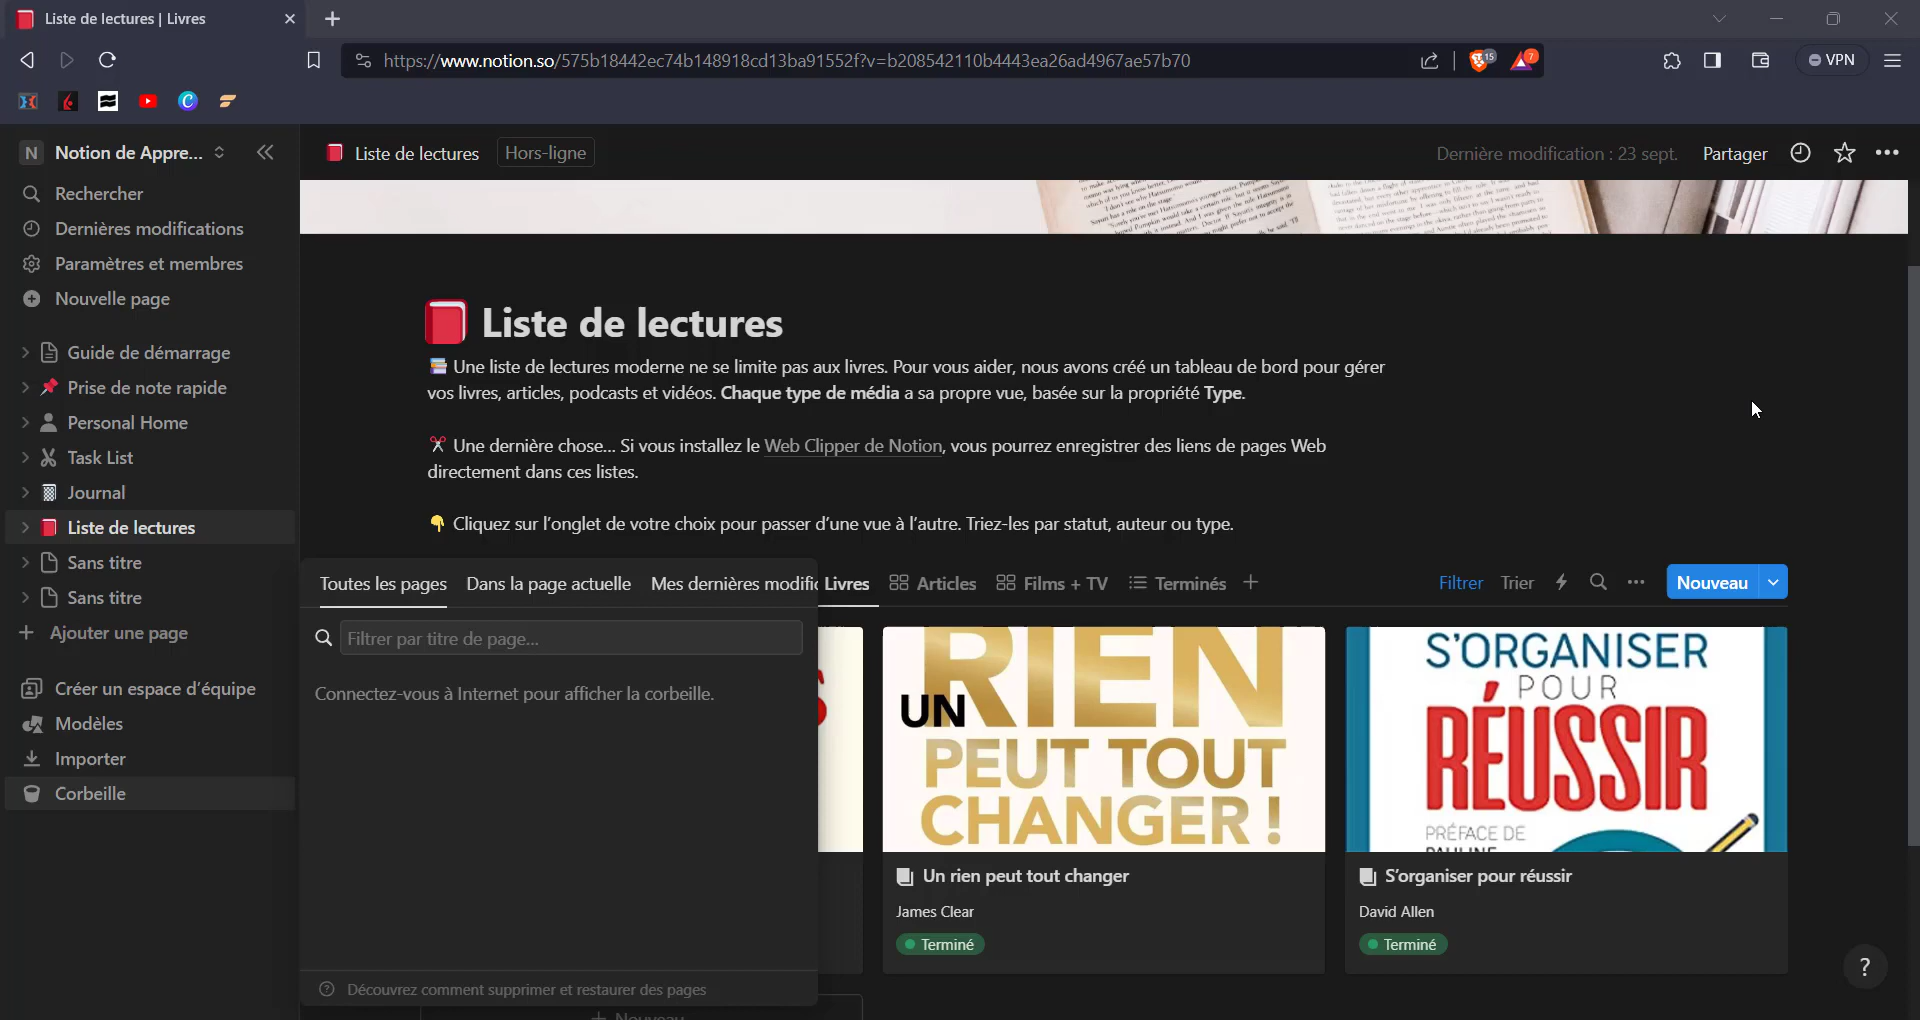 Liste de lectures | Livres
https://www.notion.so/575b18442ec74b148918cd13ba91552f?v=b208542110b4443ea26ad4967ae57b70
15
7
VPN
N Notion de Appre...
Rechercher
Dernières modifications
Paramètres et membres
Nouvelle page
Guide de démarrage
Prise de note rapide
Personal Home
Task List
Journal
Liste de lectures
Sans titre
Sans titre
Ajouter une page
Créer un espace d'équipe
Modèles
Importer
Corbeille
Liste de lectures Hors-ligne
Dernière modification : 23 sept. Partager
Liste de lectures
Une liste de lectures moderne ne se limite pas aux livres. Pour vous aider, nous avons créé un tableau de bord pour gérer
vos livres, articles, podcasts et vidéos. Chaque type de média a sa propre vue, basée sur la propriété Type.
Une dernière chose... Si vous installez le Web Clipper de Notion, vous pourrez enregistrer des liens de pages Web
directement dans ces listes.
Cliquez sur l'onglet de votre choix pour passer d'une vue à l'autre. Triez-les par statut, auteur ou type.
Toutes les pages Dans la page actuelle Mes dernières modific
Livres Articles Films + TV Terminés
Filtrer Trier Nouveau
Filtrer par titre de page...
Connectez-vous à Internet pour afficher la corbeille.
Découvrez comment supprimer et restaurer des pages
UN RIEN
PEUT TOUT
CHANGER !
Un rien peut tout changer
James Clear
Terminé
S'ORGANISER
POUR
RÉUSSIR
PRÉFACE DE
PAULINE
S'organiser pour réussir
David Allen
Terminé
Nouveau
?